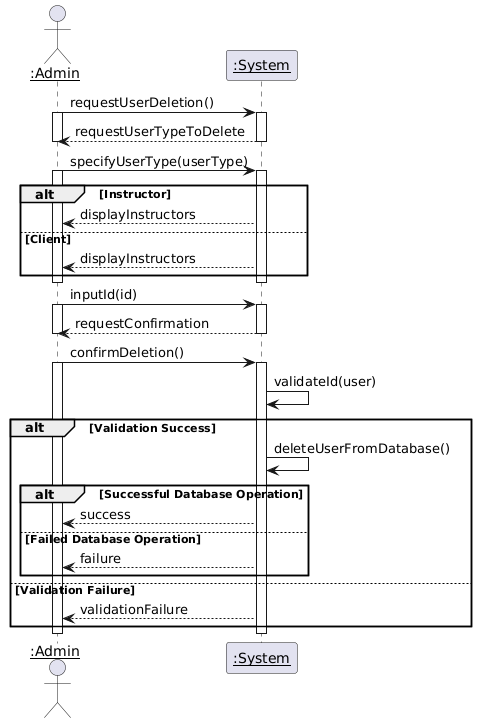 :Admin
:System
requestUserDeletion()
requestUserTypeToDelete
specifyUserType(userType)
alt [Instructor]
displayInstructors
[Client]
displayInstructors
inputId(id)
requestConfirmation
confirmDeletion()
validateId(user)
alt [Validation Success]
deleteUserFromDatabase()
alt [Successful Database Operation]
success
[Failed Database Operation]
failure
[Validation Failure]
validationFailure
:Admin
:System